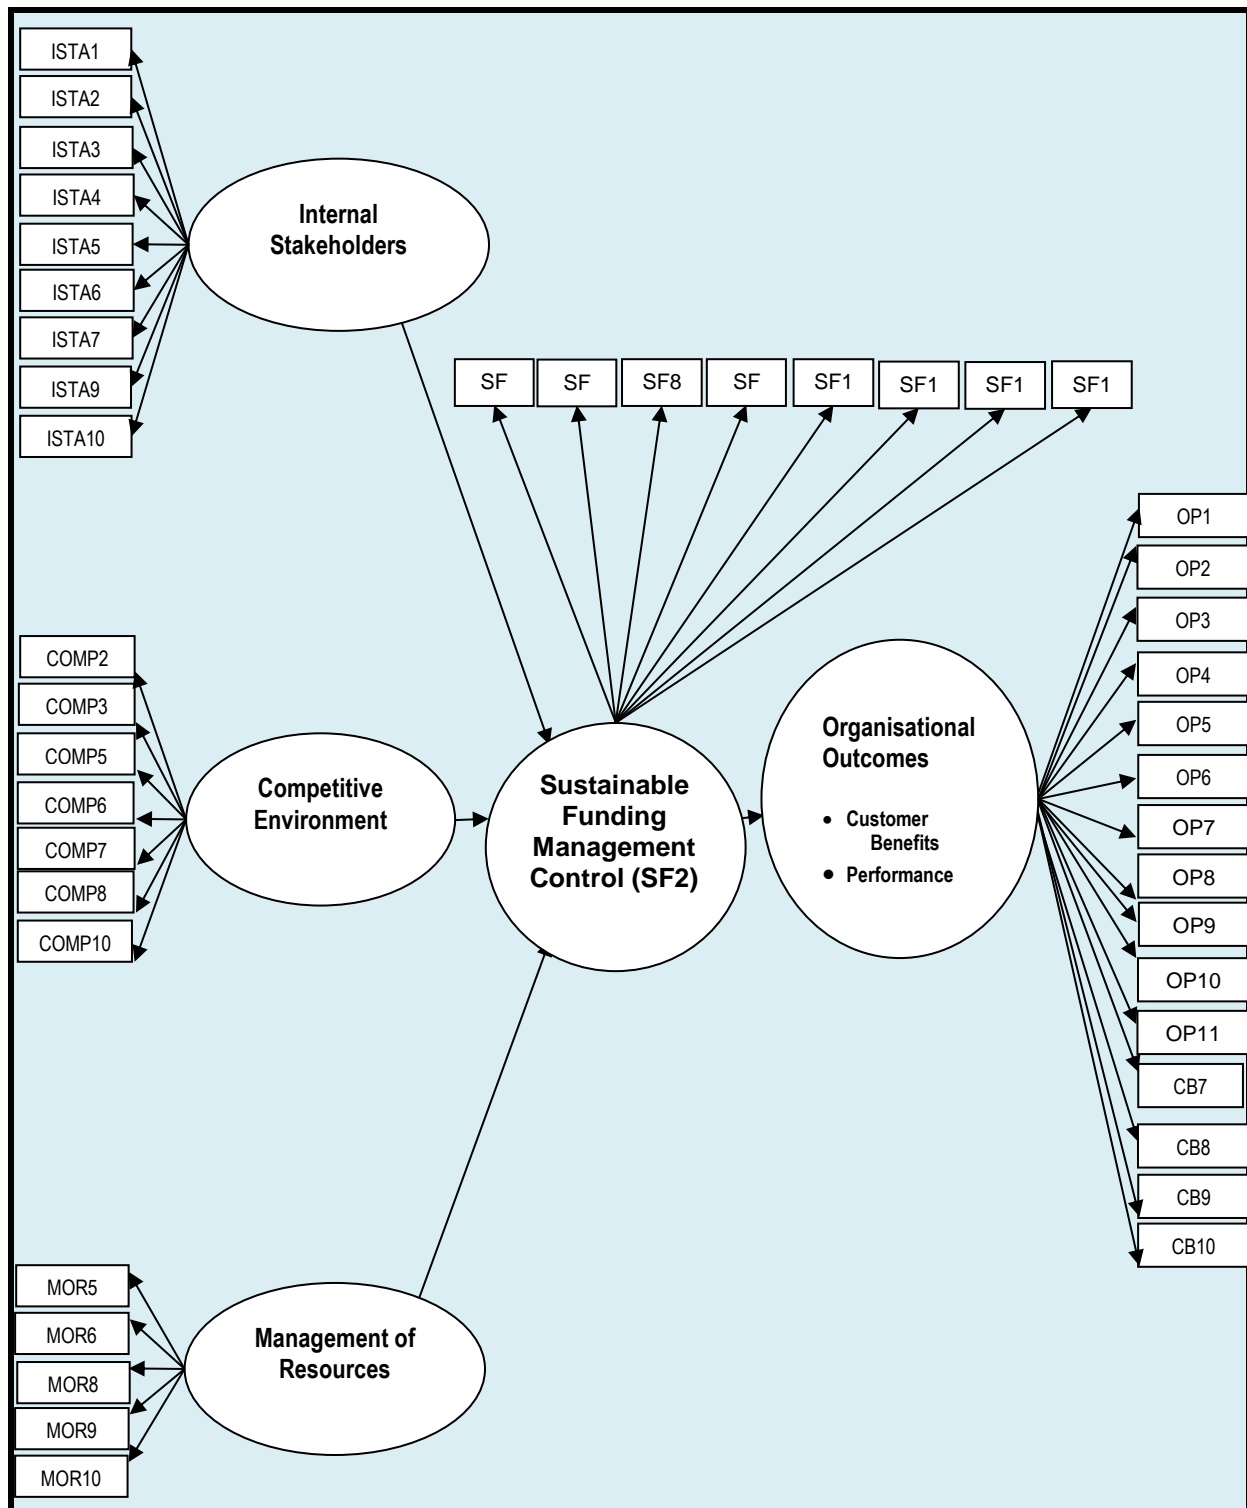 ISTA1
ISTA2
ISTA3
ISTA4
ISTA5
ISTA6
ISTA7
ISTA9
ISTA10
Internal
Stakeholders
SF
SF
SF8
SF
SF1
SF1
SF1
SF1
COMP2
COMP3
COMP5
COMP6
COMP7
COMP8
COMP10
Competitive
Environment
Sustainable
Funding
Management
Control (SF2)
Organisational
Outcomes
• Customer
Benefits
• Performance
OP1
OP2
OP3
OP4
OP5
OP6
OP7
OP8
OP9
OP10
OP11
CB7
CB8
CB9
CB10
MOR5
MOR6
MOR8
MOR9
MOR10
Management of
Resources